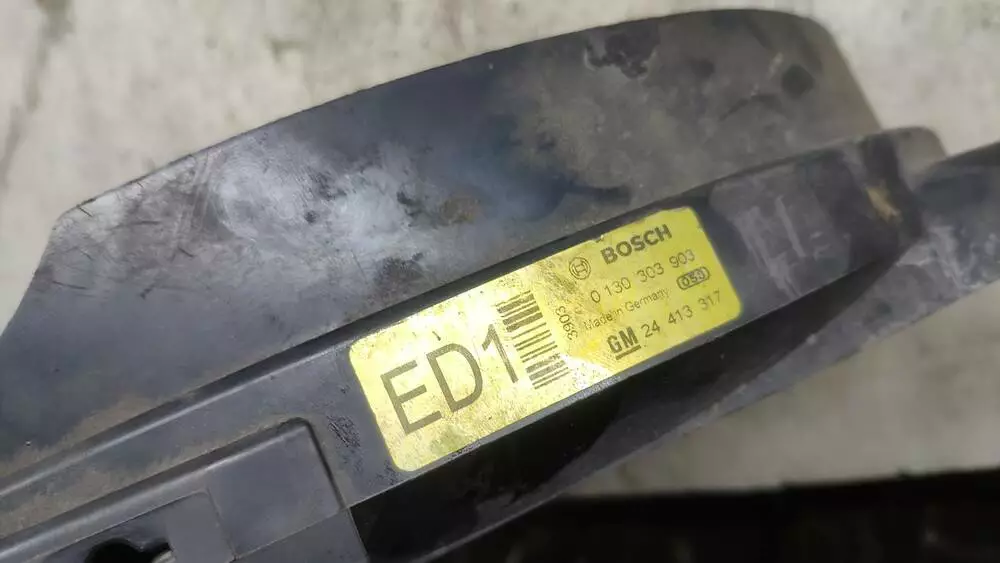 BOSCH
0 130 303 903
Made in Germany 053
GM 24 413 317
3903
ED1